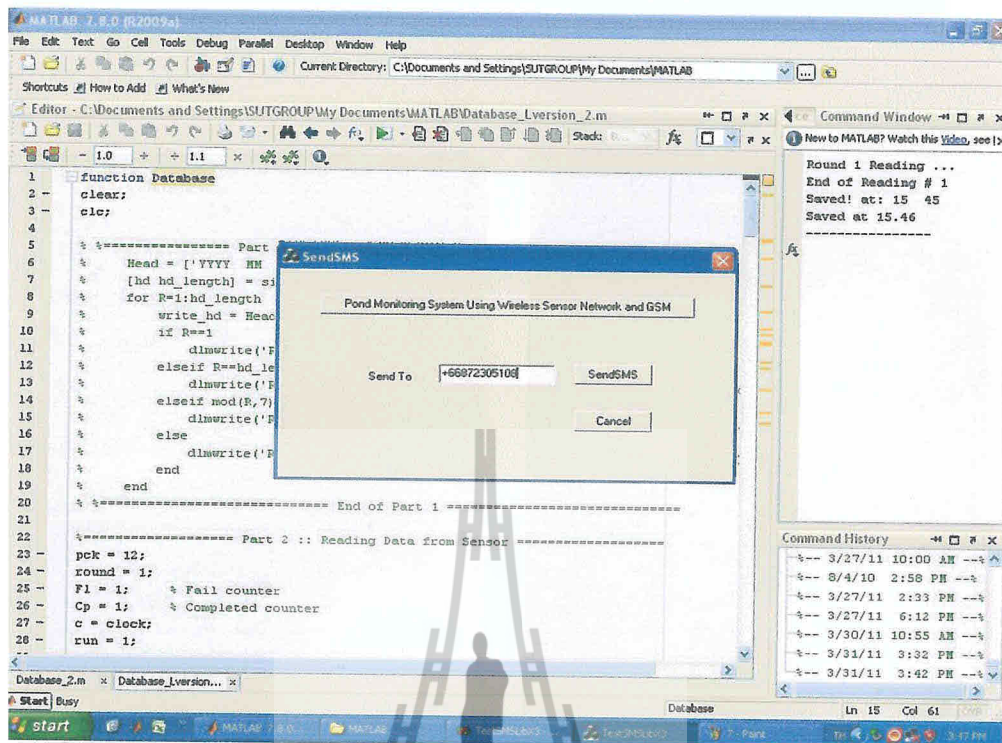 MATLAB 7.8.0 (R2009a)
File Edit Text Go Cell Tools Debug Parallel Desktop Window Help
Current Directory: C:\Documents and Settings\SUTGROUP\My Documents\MATLAB
Shortcuts How to Add What's New
Editor - C:\Documents and Settings\SUTGROUP\My Documents\MATLAB\Database_Lversion_2.m
Stack:
- 1.0 + ÷ 1.1 ×
1 function Database
2 - clear;
3 - clc;
4
5 % %================ Part
6 % Head = ['YYYY MM
7 % [hd hd_length] = si
8 % for R=1:hd_length
9 % write_hd = Head
10 % if R==1
11 % dlmwrite('F
12 % elseif R==hd_le
13 % dlmwrite('F
14 % elseif mod(R,7)
15 % dlmwrite('F
16 % else
17 % dlmwrite('F
18 % end
19 % end
20 % %============================= End of Part 1 =============================
21
22 %=================== Part 2 :: Reading Data from Sensor ===================
23 - pck = 12;
24 - round = 1;
25 - Fl = 1; % Fail counter
26 - Cp = 1; % Completed counter
27 - c = clock;
28 - run = 1;
Database_2.m × Database_Lversion... ×
Start Busy
Database
Ln 15 Col 61
SendSMS
Pond Monitoring System Using Wireless Sensor Network and GSM
Send To +66872305108 SendSMS
Cancel
Command Window
New to MATLAB? Watch this Video, see
Round 1 Reading ...
End of Reading # 1
Saved! at: 15 45
Saved at 15.46
----------------
Command History
%-- 3/27/11 10:00 AM --%
%-- 8/4/10 2:58 PM --%
%-- 3/27/11 2:33 PM --%
%-- 3/27/11 6:12 PM --%
%-- 3/30/11 10:55 AM --%
%-- 3/31/11 3:32 PM --%
%-- 3/31/11 3:42 PM --%
start
MATLAB 7.8.0
MATLAB
7 - Paint
TH
3:47 PM